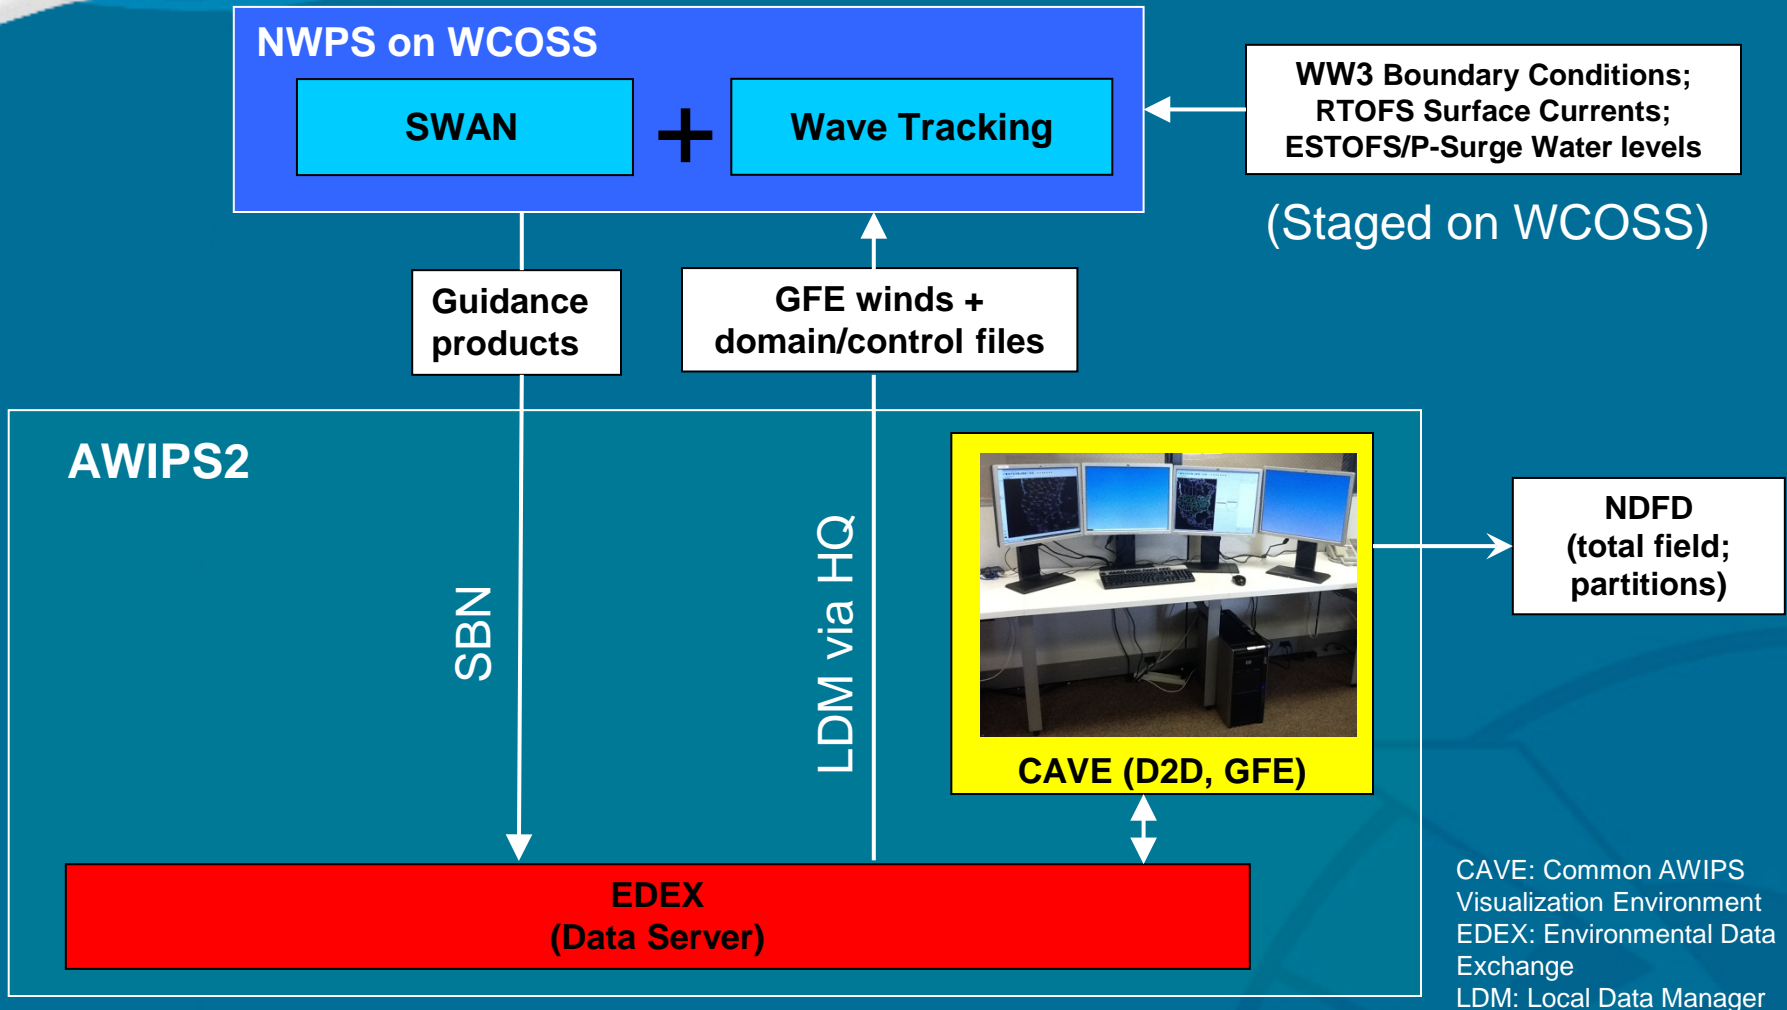 NWPS on WCOSS
SWAN
+
Wave Tracking
WW3 Boundary Conditions;
RTOFS Surface Currents;
ESTOFS/P-Surge Water levels
(Staged on WCOSS)
Guidance
products
GFE winds +
domain/control files
AWIPS2
SBN
LDM via HQ
CAVE (D2D, GFE)
NDFD
(total field;
partitions)
EDEX
(Data Server)
CAVE: Common AWIPS
Visualization Environment
EDEX: Environmental Data
Exchange
LDM: Local Data Manager